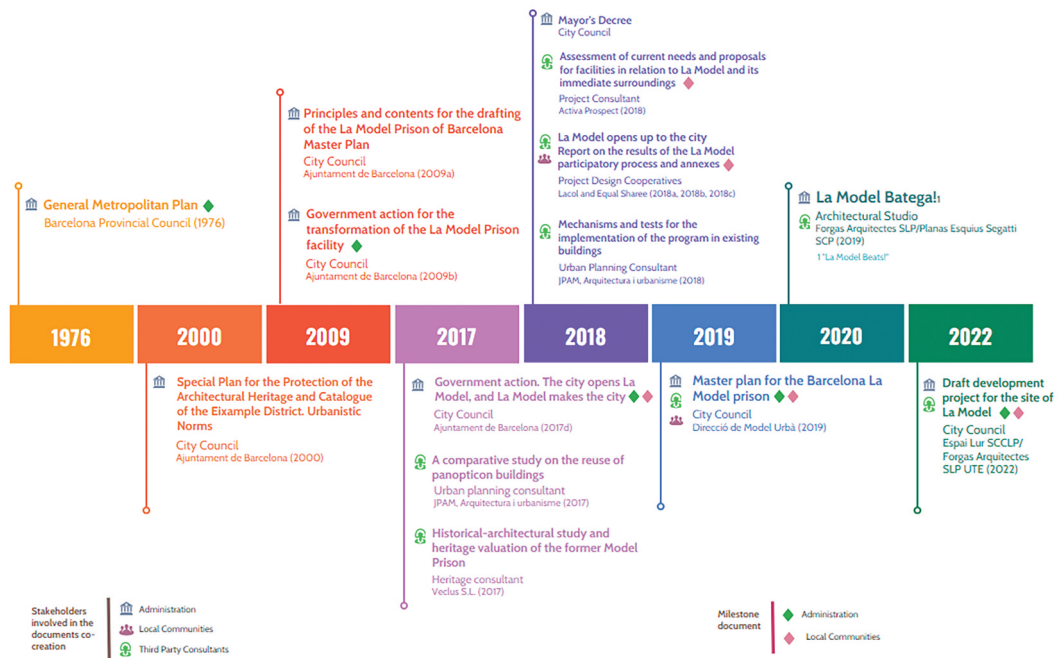 Mayor's Decree
City Council
Assessment of current needs and proposals
for facilities in relation to La Model and its
immediate surroundings
Project Consultant
Activa Prospect (2018)
La Model opens up to the city
Report on the results of the La Model
participatory process and annexes
Project Design Cooperatives
Lacol and Equal Sharee (2018a, 2018b, 2018c)
Mechanisms and tests for the
implementation of the program in existing
buildings
Urban Planning Consultant
JPAM, Arquitectura i urbanisme (2018)
Principles and contents for the drafting
of the La Model Prison of Barcelona
Master Plan
City Council
Ajuntament de Barcelona (2009a)
Government action for the
transformation of the La Model Prison
facility
City Council
Ajuntament de Barcelona (2009b)
General Metropolitan Plan
Barcelona Provincial Council (1976)
La Model Batega!1
Architectural Studio
Forgas Arquitectes SLP/Planas Esquius Segatti
SCP (2019)
1 "La Model Beats!"
1976
2000
2009
2017
2018
2019
2020
2022
Special Plan for the Protection of the
Architectural Heritage and Catalogue
of the Eixample District. Urbanistic
Norms
City Council
Ajuntament de Barcelona (2000)
Government action. The city opens La
Model, and La Model makes the city
City Council
Ajuntament de Barcelona (2017d)
A comparative study on the reuse of
panopticon buildings
Urban planning consultant
JPAM, Arquitectura i urbanisme (2017)
Historical-architectural study and
heritage valuation of the former Model
Prison
Heritage consultant
Veclus S.L. (2017)
Master plan for the Barcelona La
Model prison
City Council
Direcció de Model Urbà (2019)
Draft development
project for the site of
La Model
City Council
Espai Lur SCCLP/
Forgas Arquitectes
SLP UTE (2022)
Stakeholders
involved in the
documents co-
creation
Administration
Local Communities
Third Party Consultants
Milestone
document
Administration
Local Communities